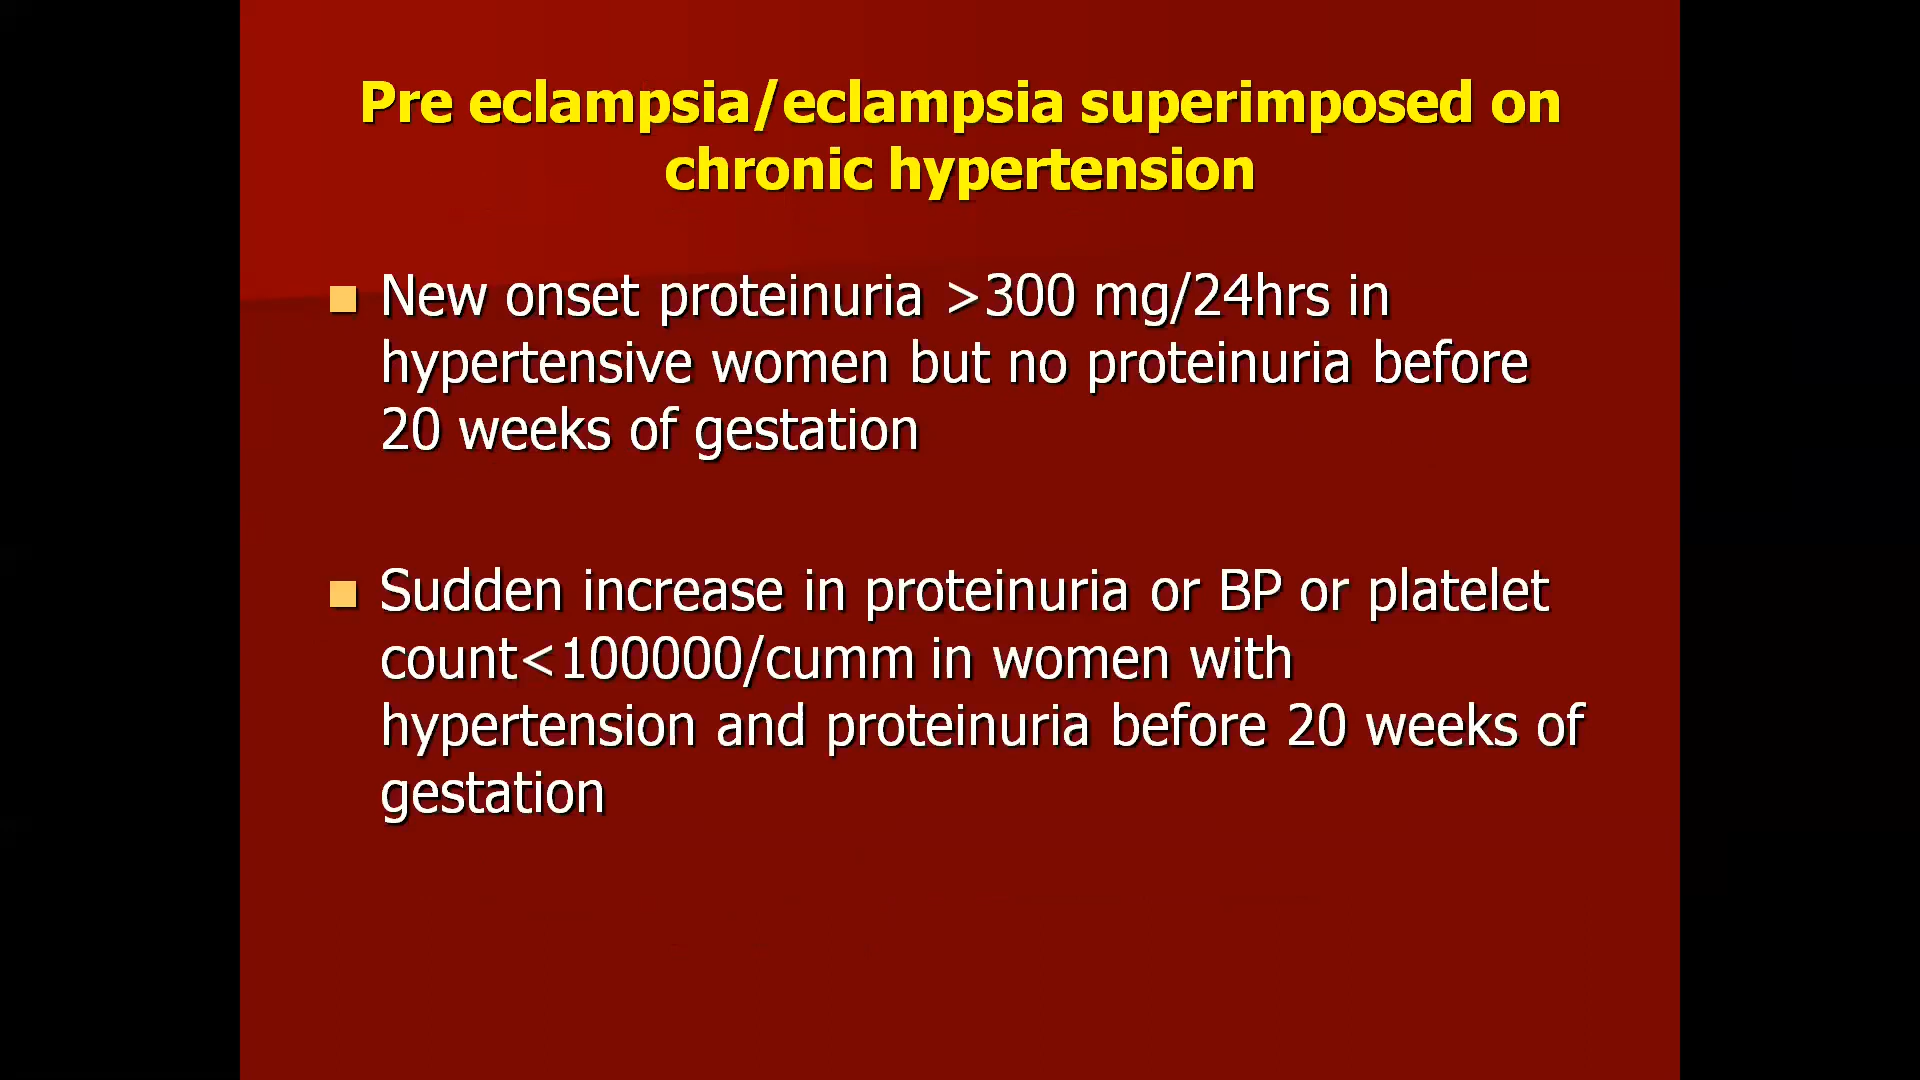 Pre eclampsia/eclampsia superimposed on
chronic hypertension
New onset proteinuria >300 mg/24hrs in
hypertensive women but no proteinuria before
20 weeks of gestation
Sudden increase in proteinuria or BP or platelet
count<100000/cumm in women with
hypertension and proteinuria before 20 weeks of
gestation